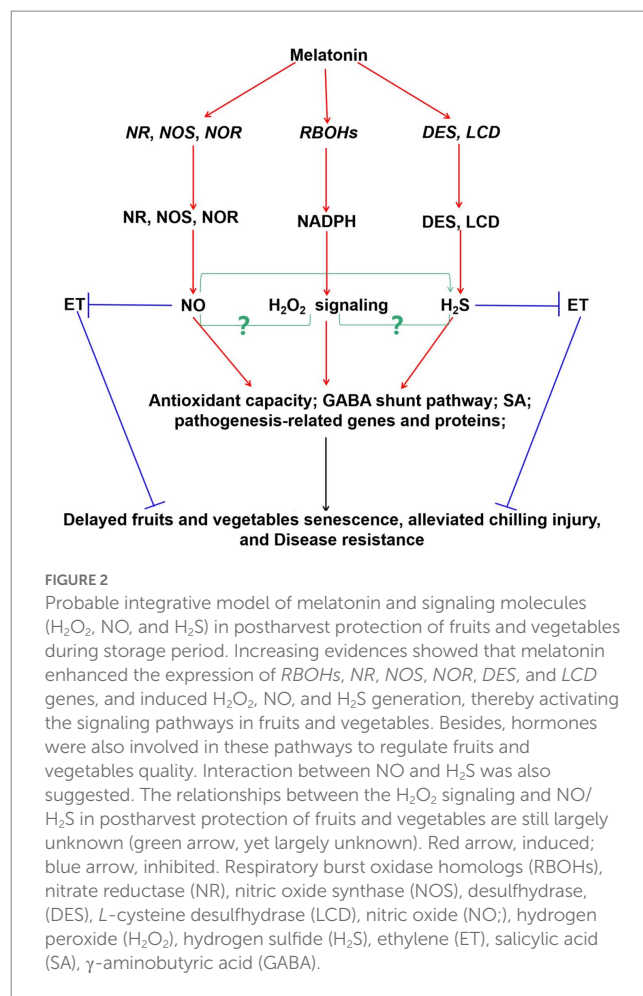 Melatonin
NR, NOS, NOR RBOHs DES, LCD
NR, NOS, NOR NADPH DES, LCD
ET NO H₂O₂ signaling H₂S ET
? ?
Antioxidant capacity; GABA shunt pathway; SA;
pathogenesis-related genes and proteins;
Delayed fruits and vegetables senescence, alleviated chilling injury,
and Disease resistance
FIGURE 2
Probable integrative model of melatonin and signaling molecules
(H₂O₂, NO, and H₂S) in postharvest protection of fruits and vegetables
during storage period. Increasing evidences showed that melatonin
enhanced the expression of RBOHs, NR, NOS, NOR, DES, and LCD
genes, and induced H₂O₂, NO, and H₂S generation, thereby activating
the signaling pathways in fruits and vegetables. Besides, hormones
were also involved in these pathways to regulate fruits and
vegetables quality. Interaction between NO and H₂S was also
suggested. The relationships between the H₂O₂ signaling and NO/
H₂S in postharvest protection of fruits and vegetables are still largely
unknown (green arrow, yet largely unknown). Red arrow, induced;
blue arrow, inhibited. Respiratory burst oxidase homologs (RBOHs),
nitrate reductase (NR), nitric oxide synthase (NOS), desulfhydrase,
(DES), L-cysteine desulfhydrase (LCD), nitric oxide (NO;), hydrogen
peroxide (H₂O₂), hydrogen sulfide (H₂S), ethylene (ET), salicylic acid
(SA), γ-aminobutyric acid (GABA).